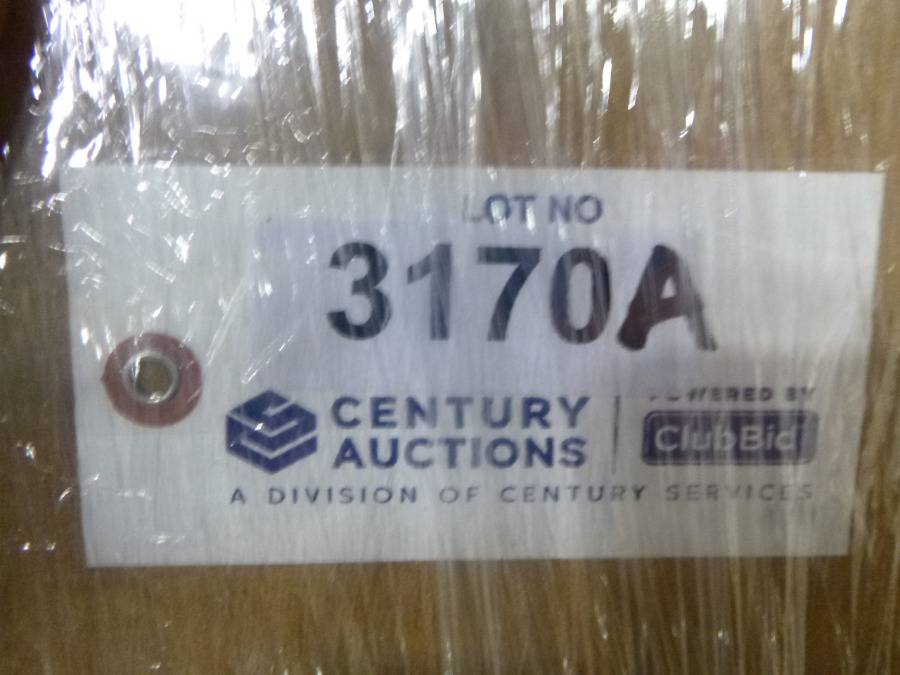 LOT NO
3170A
CENTURY
AUCTIONS
POWERED BY
ClubBid
A DIVISION OF CENTURY SERVICES